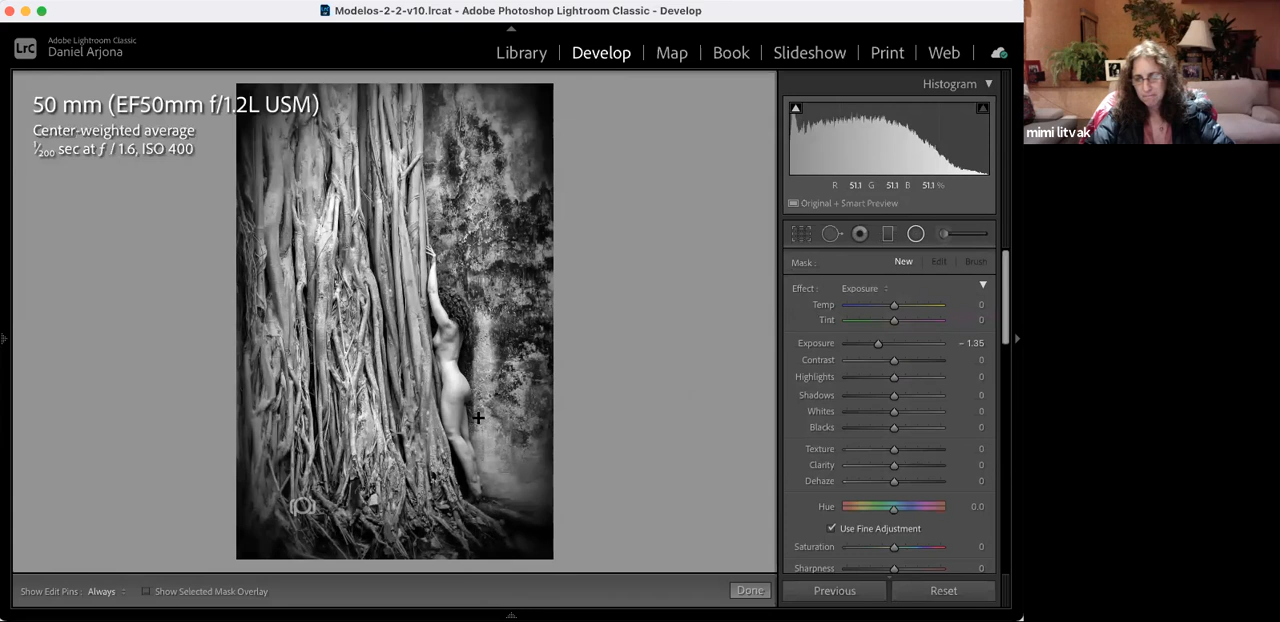 Modelos-2-2-v10.lrcat - Adobe Photoshop Lightroom Classic - Develop
LrC
Adobe Lightroom Classic
Daniel Arjona
Library
Develop
Map
Book
Slideshow
Print
Web
50 mm (EF50mm f/1.2L USM)
Center-weighted average
1/200 sec at ƒ / 1.6, ISO 400
Histogram
R 51.1 G 51.1 B 51.1 %
Original + Smart Preview
Mask : New Edit Brush
Effect : Exposure
Temp 0
Tint 0
Exposure - 1.35
Contrast 0
Highlights 0
Shadows 0
Whites 0
Blacks 0
Texture 0
Clarity 0
Dehaze 0
Hue 0.0
Use Fine Adjustment
Saturation 0
Sharpness 0
Show Edit Pins : Always
Show Selected Mask Overlay
Done
Previous
Reset
mimi litvak